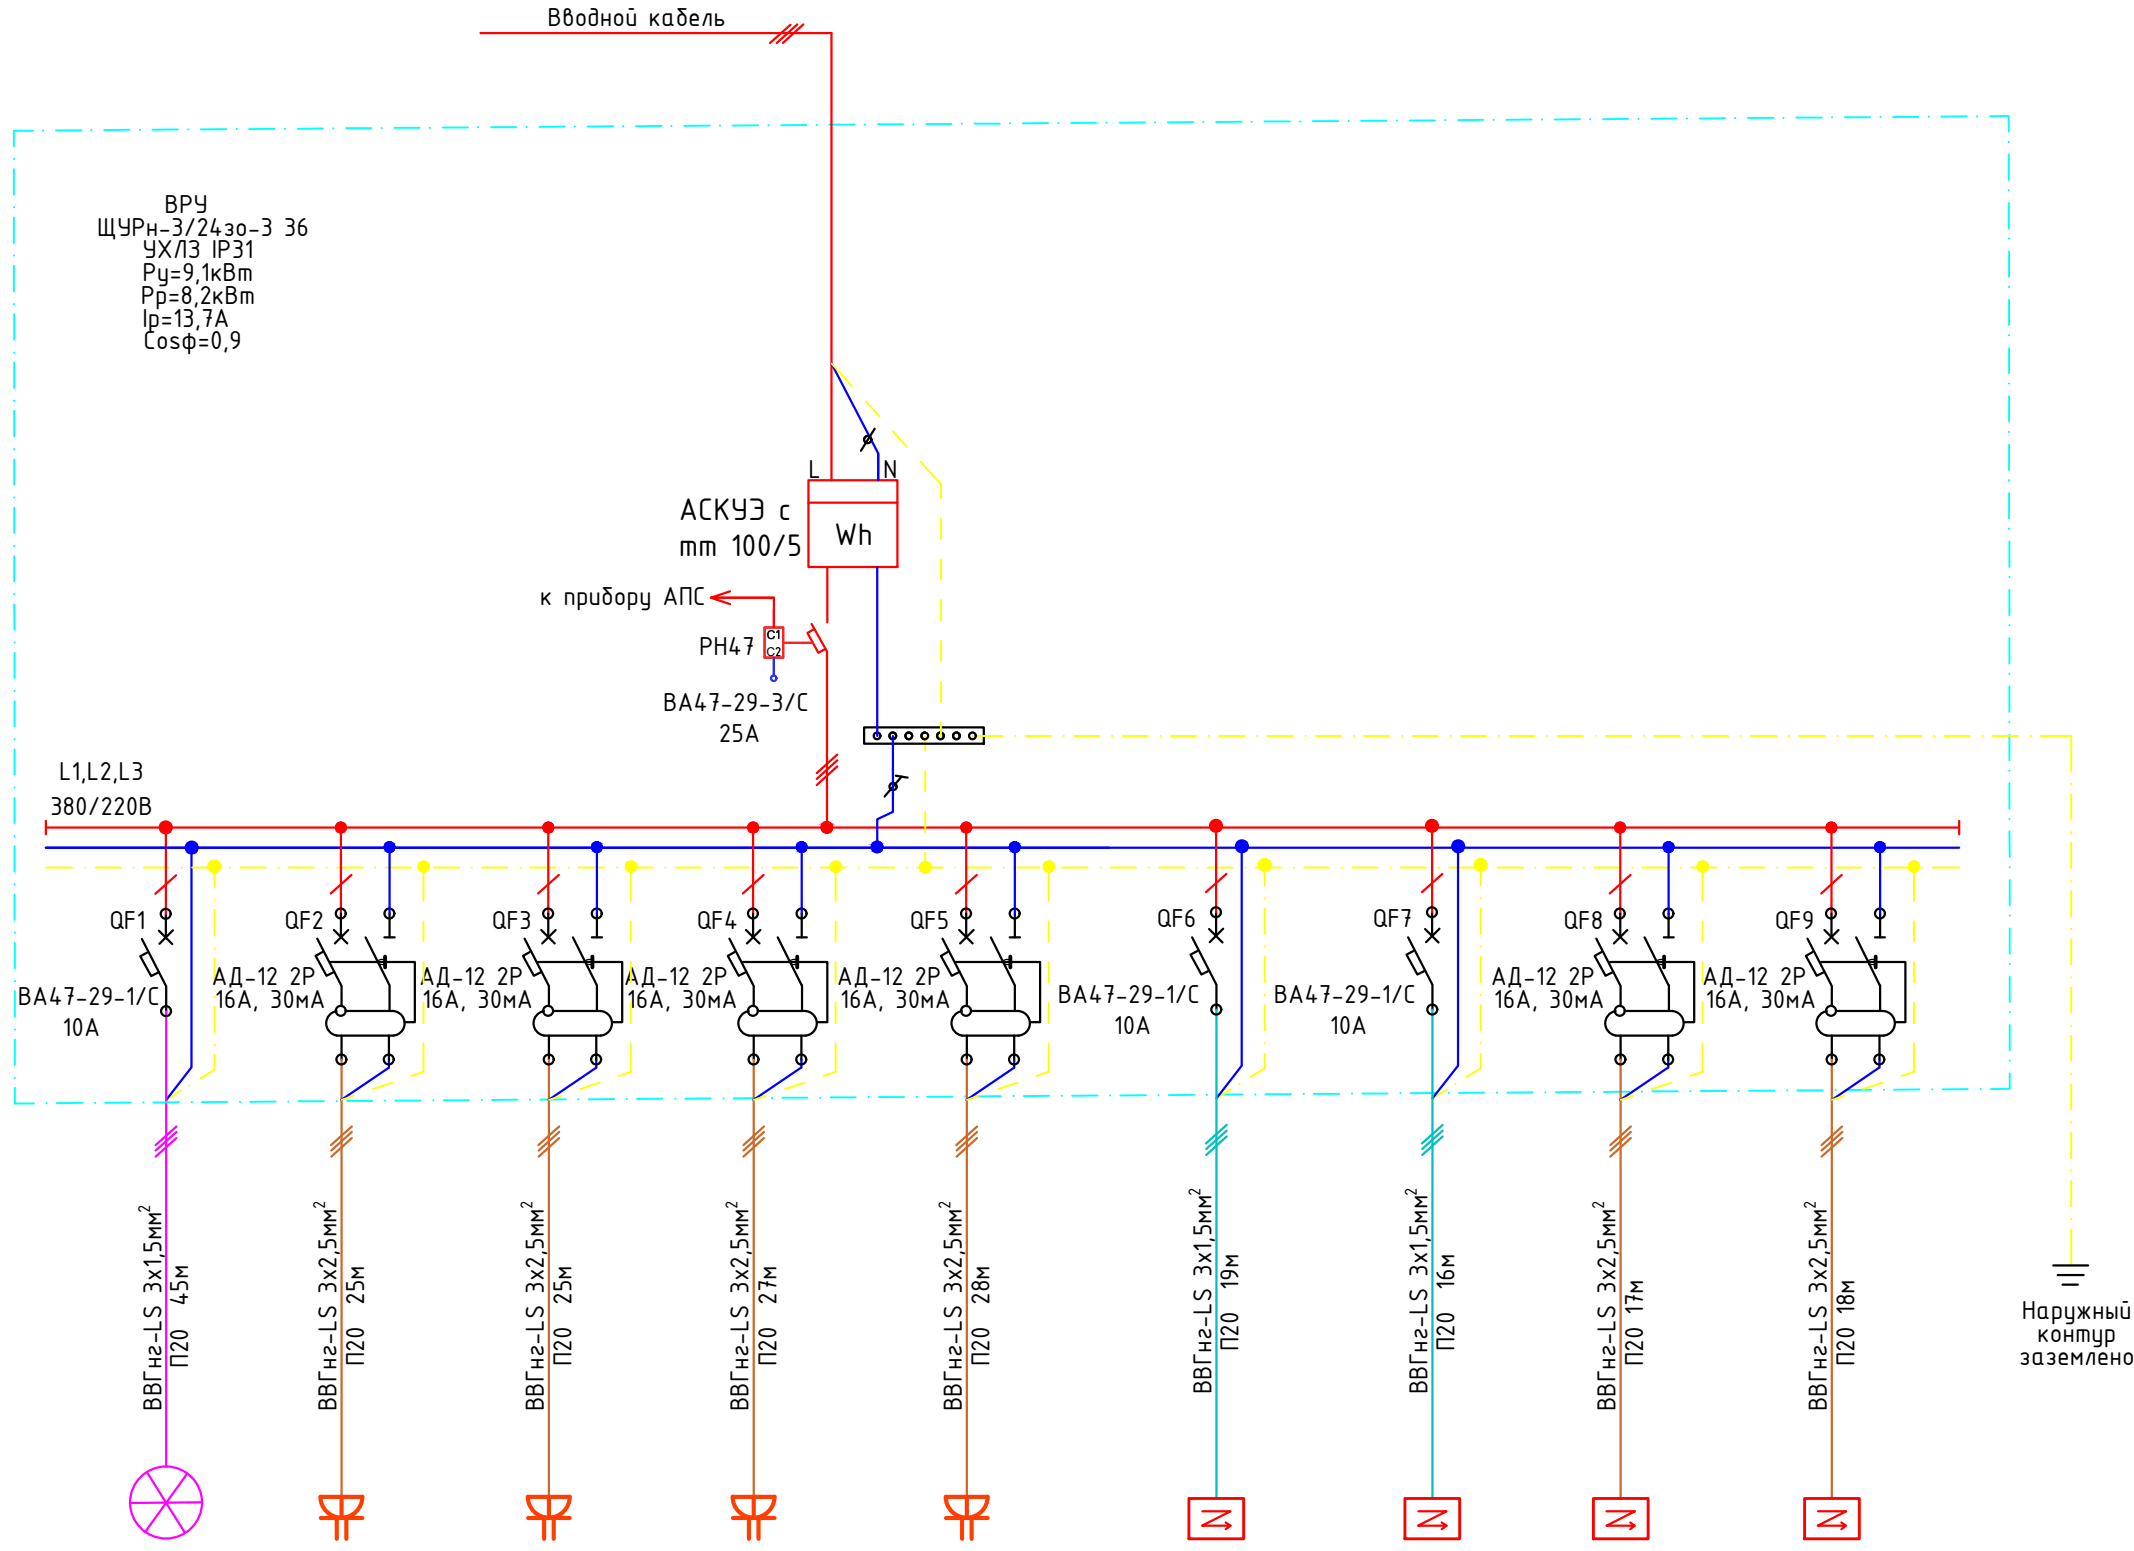 Вводной кабель
ВРУ
ЩУРн-3/24зо-3 36
УХЛ3 IP31
Ру=9,1кВт
Рр=8,2кВт
Iр=13,7А
Cosφ=0,9
L
N
АСКУЭ с
тт 100/5
Wh
к прибору АПС
C1
C2
РН47
ВА47-29-3/С
25А
L1,L2,L3
380/220В
QF1
ВА47-29-1/С
10А
QF2
АД-12 2Р
16А, 30мА
QF3
АД-12 2Р
16А, 30мА
QF4
АД-12 2Р
16А, 30мА
QF5
АД-12 2Р
16А, 30мА
QF6
ВА47-29-1/С
10А
QF7
ВА47-29-1/С
10А
QF8
АД-12 2Р
16А, 30мА
QF9
АД-12 2Р
16А, 30мА
ВВГнг-LS 3х1,5мм²
П20 45м
ВВГнг-LS 3х2,5мм²
П20 25м
ВВГнг-LS 3х2,5мм²
П20 25м
ВВГнг-LS 3х2,5мм²
П20 27м
ВВГнг-LS 3х2,5мм²
П20 28м
ВВГнг-LS 3х1,5мм²
П20 19м
ВВГнг-LS 3х1,5мм²
П20 16м
ВВГнг-LS 3х2,5мм²
П20 17м
ВВГнг-LS 3х2,5мм²
П20 18м
Наружный
контур
заземлено